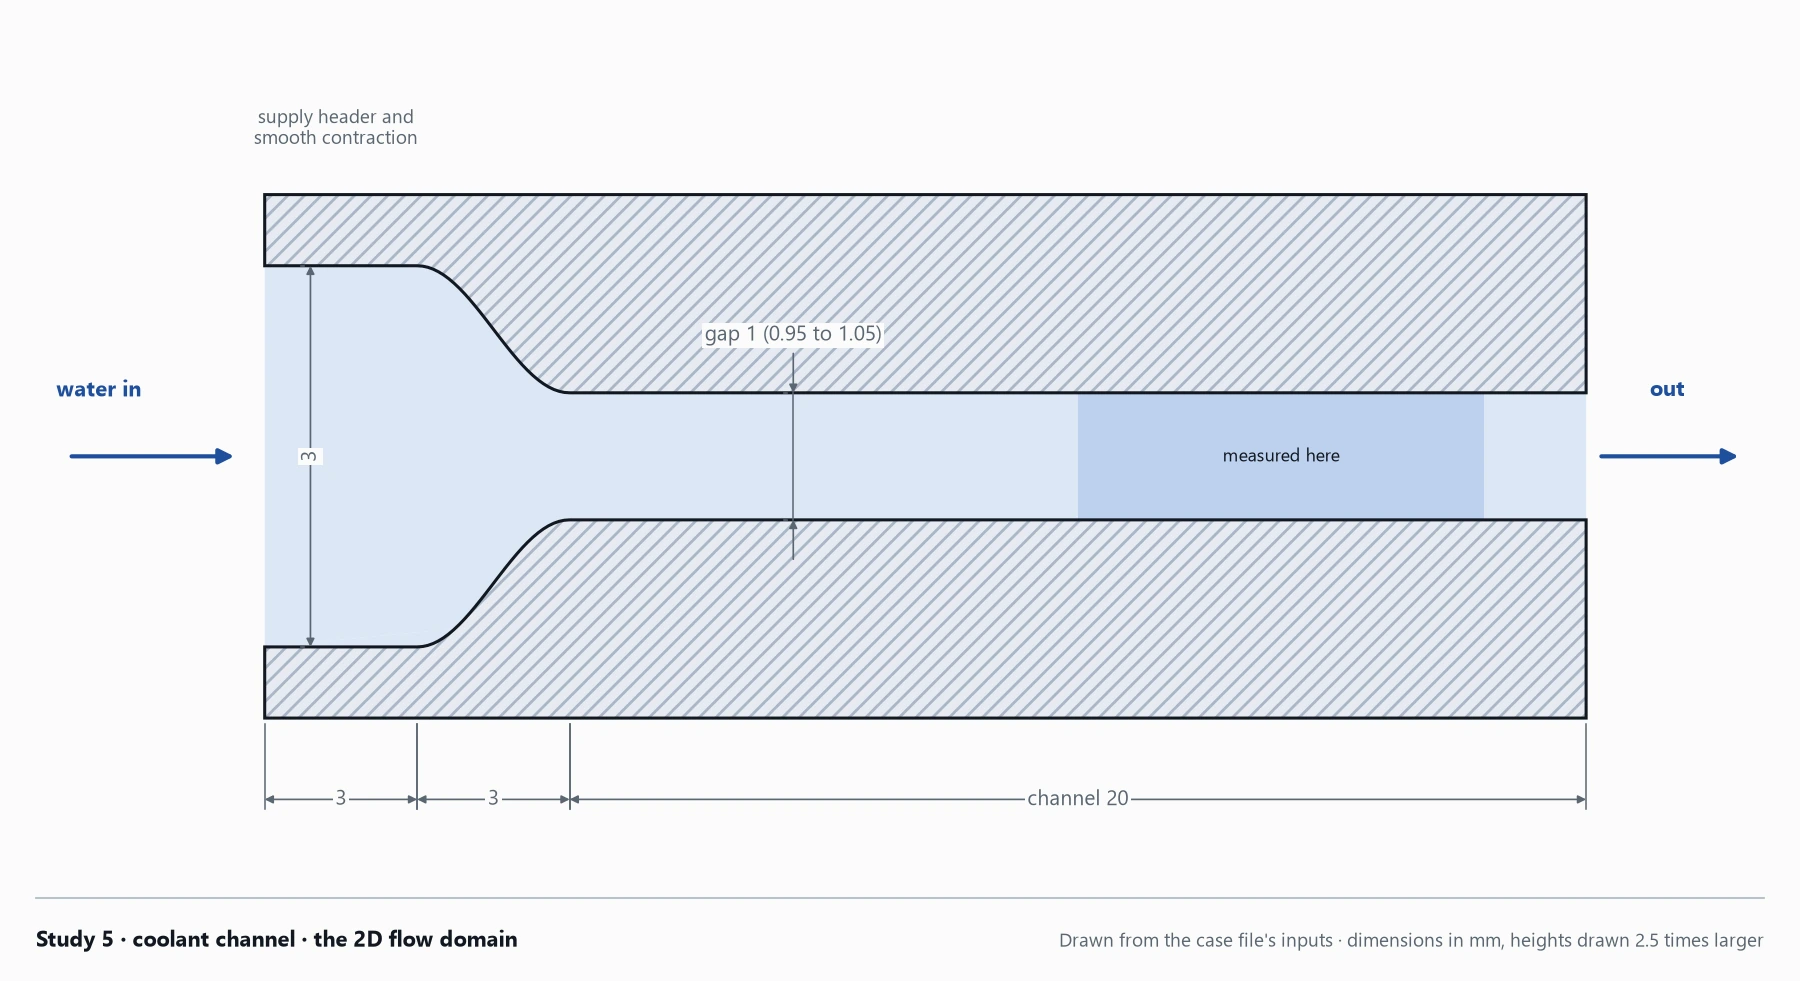 supply header and
smooth contraction
gap 1 (0.95 to 1.05)
water in
out
3
measured here
3
3
channel 20
Study 5 · coolant channel · the 2D flow domain
Drawn from the case file's inputs · dimensions in mm, heights drawn 2.5 times larger